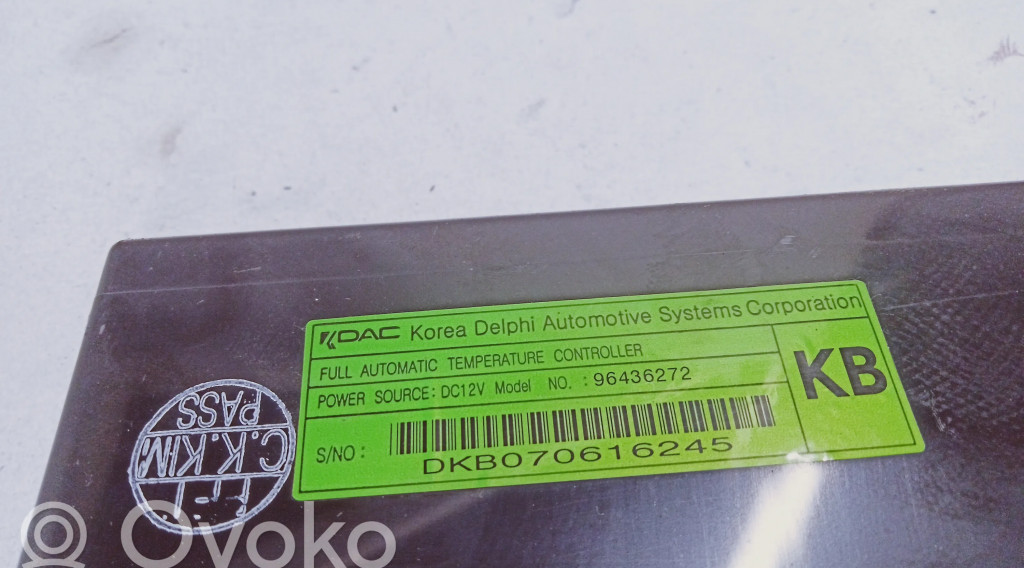 KDAC Korea Delphi Automotive Systems Corporation
FULL AUTOMATIC TEMPERATURE CONTROLLER
POWER SOURCE: DC12V Model NO. : 96436272
KB
S/NO:
DKB070616245
PASS
C.K.KIM
Ovoko